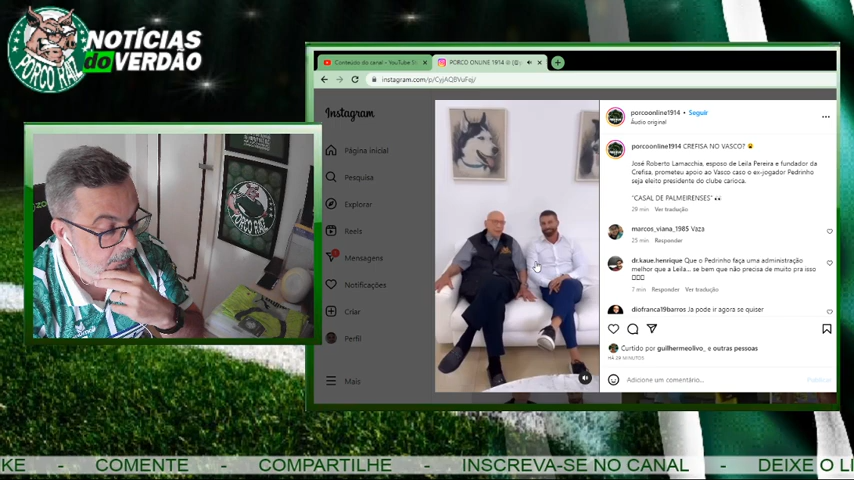 NOTÍCIAS
do VERDÃO
PORCO RAIZ
Conteúdo do canal - YouTube St
PORCO ONLINE 1914
instagram.com/p/CyjAQBVuFej/
Instagram
Página inicial
Pesquisa
Explorar
Reels
Mensagens
Notificações
Criar
Perfil
Mais
porcoonline1914 • Seguir
Áudio original
porcoonline1914 CREFISA NO VASCO? 😮
José Roberto Lamacchia, esposo de Leila Pereira e fundador da
Crefisa, prometeu apoio ao Vasco caso o ex-jogador Pedrinho
seja eleito presidente do clube carioca.
"CASAL DE PALMEIRENSES" 👀
29 min Ver tradução
marcos_viana_1985 Vaza
25 min Responder
dr.kaue.henrique Que o Pedrinho faça uma administração
melhor que a Leila... se bem que não precisa de muito pra isso
7 min Responder Ver tradução
diofranca19barros Ja pode ir agora se quiser
Curtido por guilhermeolivo_ e outras pessoas
HÁ 29 MINUTOS
Adicione um comentário...
Publicar
KE - COMENTE - COMPARTILHE - INSCREVA-SE NO CANAL - DEIXE O LI